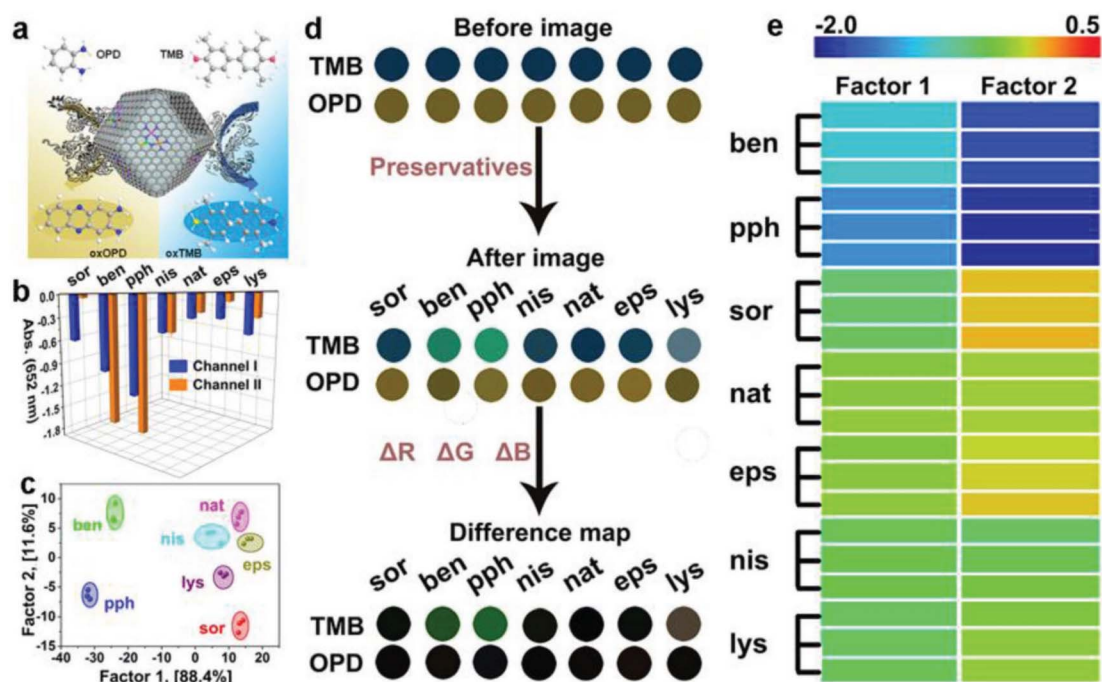 a
OPD
TMB
oxOPD
oxTMB
b
sor ben pph nis nat eps lys
0.0
-0.3
-0.6
-0.9
-1.2
-1.5
-1.8
Abs. (652 nm)
Channel I
Channel II
c
Factor 2, [11.6%]
10
5
0
-5
-10
-15
ben
nat
nis
eps
lys
pph
sor
-40 -30 -20 -10 0 10 20
Factor 1, [88.4%]
d
Before image
TMB
OPD
Preservatives
After image
sor ben pph nis nat eps lys
TMB
OPD
ΔR ΔG ΔB
Difference map
sor ben pph nis nat eps lys
TMB
OPD
e
-2.0 0.5
Factor 1 Factor 2
ben
pph
sor
nat
eps
nis
lys